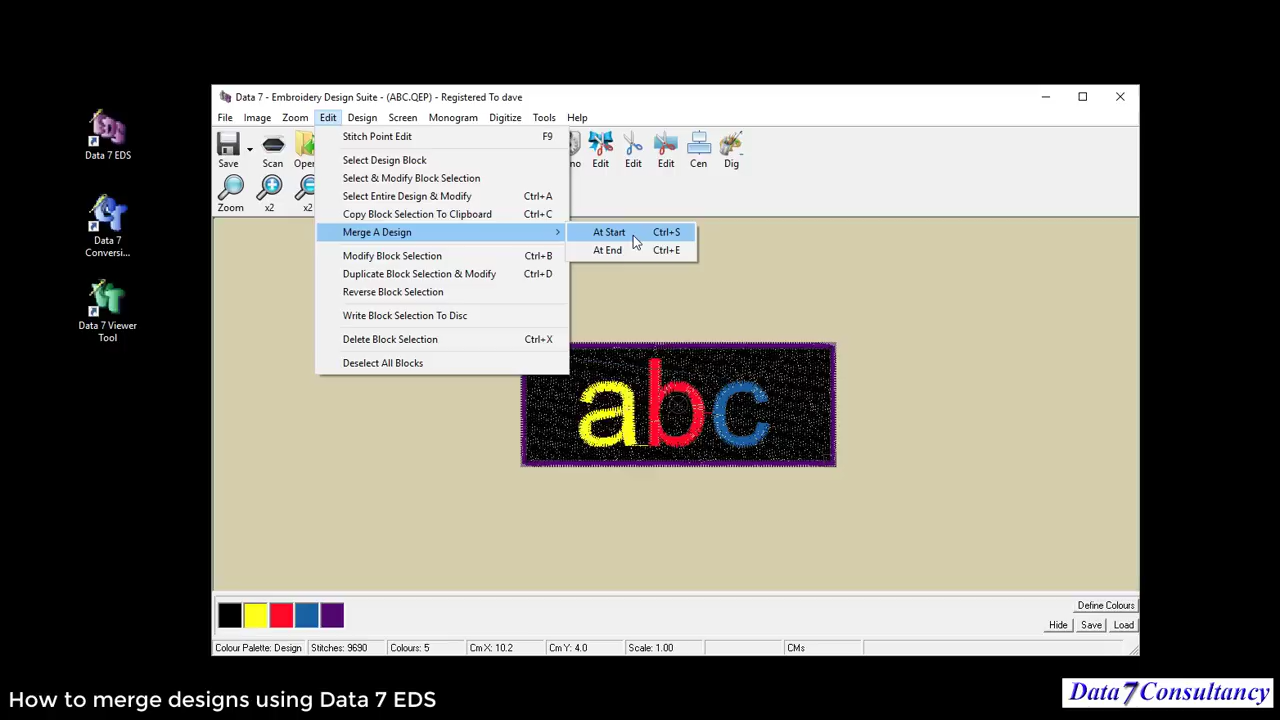 Data 7 - Embroidery Design Suite - (ABC.QEP) - Registered To dave
File Image Zoom Edit Design Screen Monogram Digitize Tools Help
Save Scan Open no Edit Edit Edit Cen Dig
Zoom x2 x2
Stitch Point Edit F9
Select Design Block
Select & Modify Block Selection
Select Entire Design & Modify Ctrl+A
Copy Block Selection To Clipboard Ctrl+C
Merge A Design
At Start Ctrl+S
At End Ctrl+E
Modify Block Selection Ctrl+B
Duplicate Block Selection & Modify Ctrl+D
Reverse Block Selection
Write Block Selection To Disc
Delete Block Selection Ctrl+X
Deselect All Blocks
Data 7 EDS
Data 7
Conversi...
Data 7 Viewer
Tool
abc
Define Colours
Hide Save Load
Colour Palette: Design Stitches: 9690 Colours: 5 Cm X: 10.2 Cm Y: 4.0 Scale: 1.00 CMs
How to merge designs using Data 7 EDS
Data7Consultancy